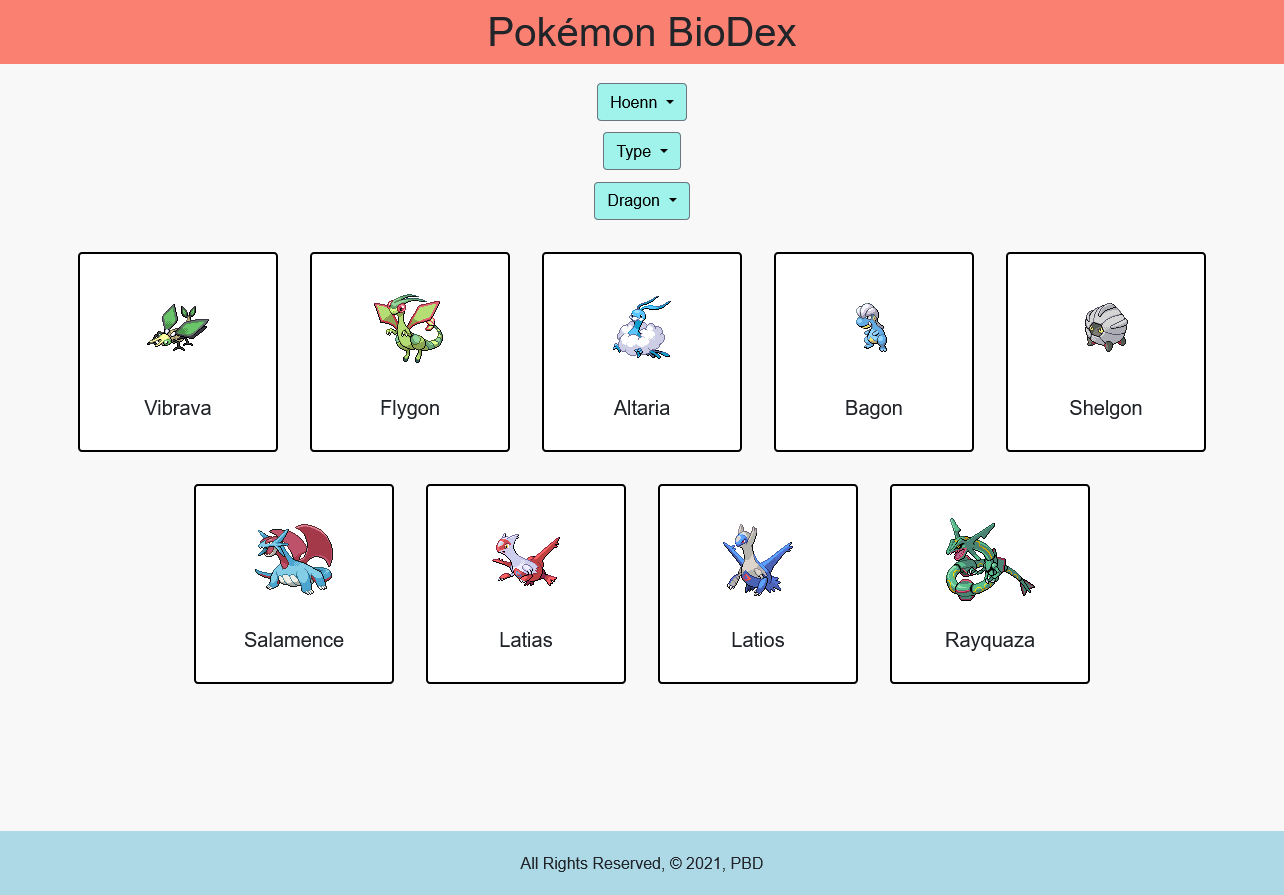 Pokémon BioDex
Hoenn
Type
Dragon
Vibrava
Flygon
Altaria
Bagon
Shelgon
Salamence
Latias
Latios
Rayquaza
All Rights Reserved, © 2021, PBD